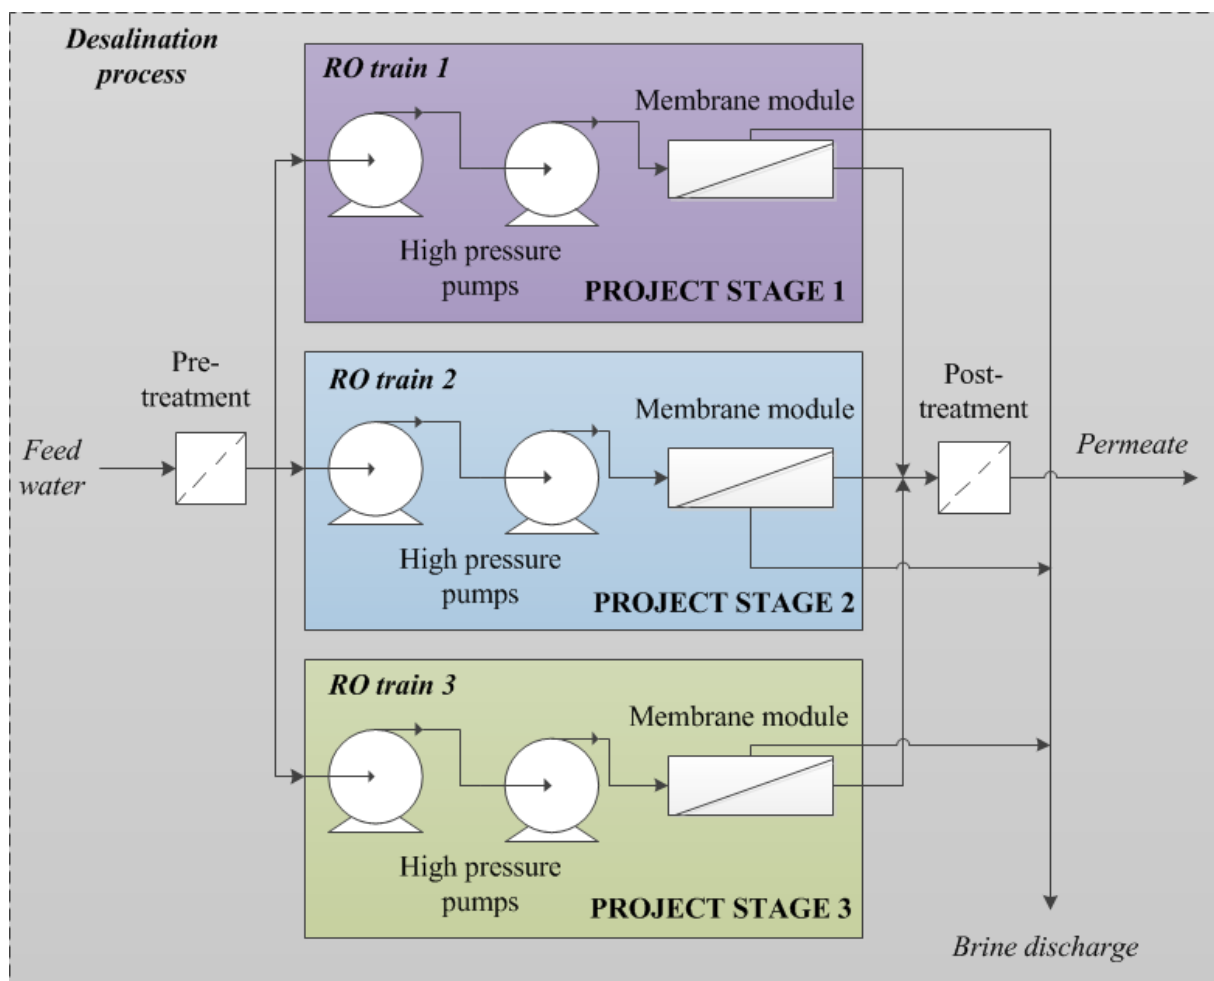 Desalination
process
RO train 1
Membrane module
High pressure
pumps
PROJECT STAGE 1
Pre-
treatment
Feed
water
RO train 2
Membrane module
High pressure
pumps
PROJECT STAGE 2
Post-
treatment
Permeate
RO train 3
Membrane module
High pressure
pumps
PROJECT STAGE 3
Brine discharge